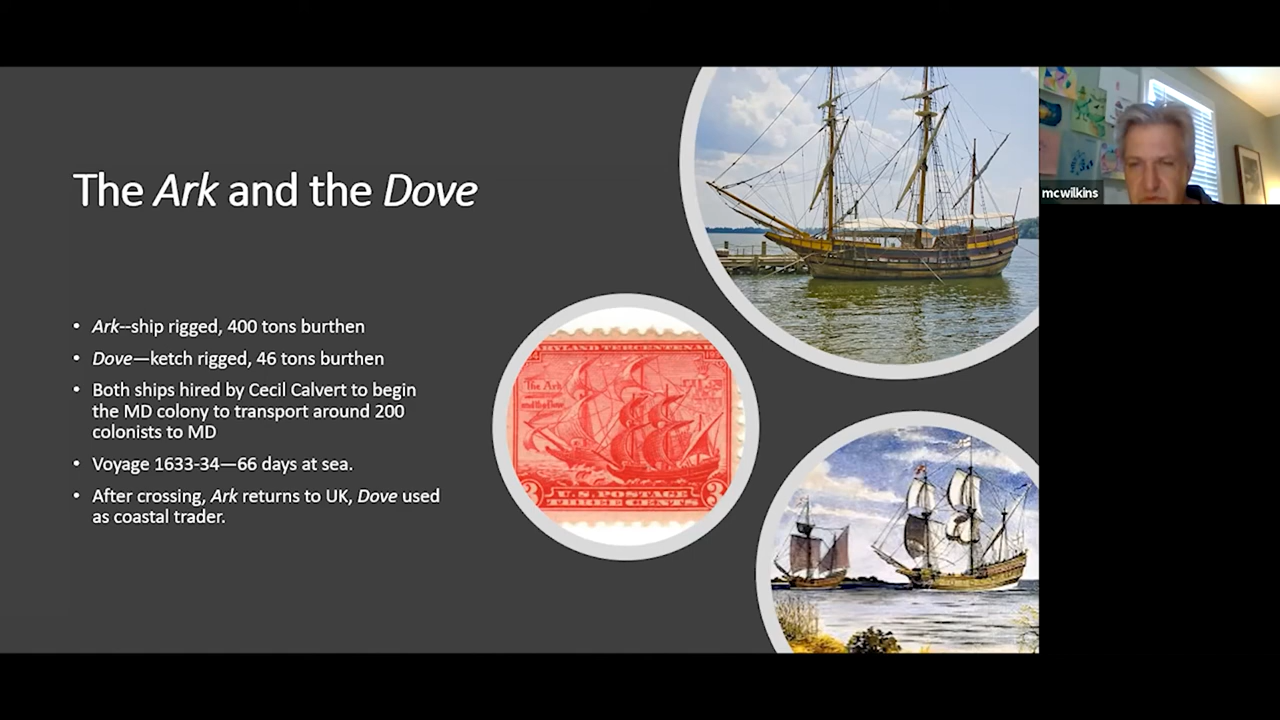 The Ark and the Dove
• Ark--ship rigged, 400 tons burthen
• Dove—ketch rigged, 46 tons burthen
• Both ships hired by Cecil Calvert to begin
the MD colony to transport around 200
colonists to MD
• Voyage 1633-34—66 days at sea.
• After crossing, Ark returns to UK, Dove used
as coastal trader.
The Ark
and the Dove
3 U.S. POSTAGE 3
THREE CENTS
mcwilkins